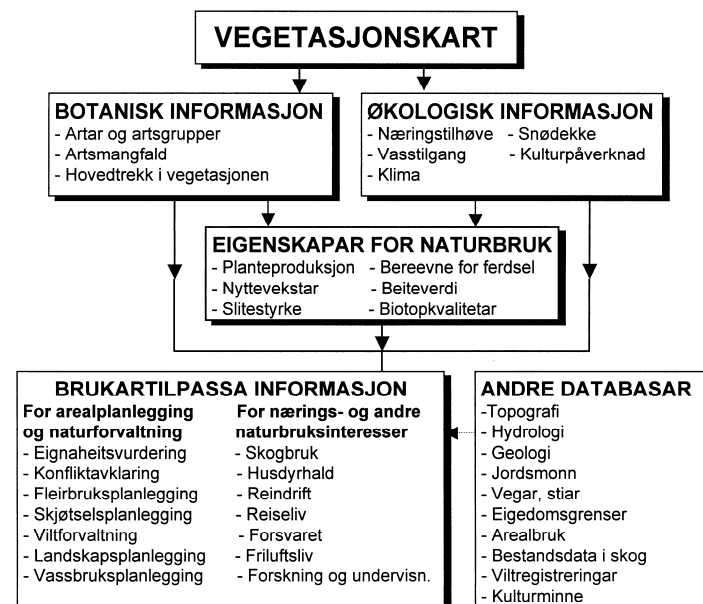 VEGETASJONSKART
BOTANISK INFORMASJON
- Artar og artsgrupper
- Artsmangfald
- Hovedtrekk i vegetasjonen
ØKOLOGISK INFORMASJON
- Næringstilhøve - Snødekke
- Vasstilgang - Kulturpåverknad
- Klima
EIGENSKAPAR FOR NATURBRUK
- Planteproduksjon - Bereevne for ferdsel
- Nyttevekstar - Beiteverdi
- Slitestyrke - Biotopkvalitetar
BRUKARTILPASSA INFORMASJON
For arealplanlegging
og naturforvaltning
- Eignaheitsvurdering
- Konfliktavklaring
- Fleirbruksplanlegging
- Skjøtselsplanlegging
- Viltforvaltning
- Landskapsplanlegging
- Vassbruksplanlegging
For nærings- og andre
naturbruksinteresser
- Skogbruk
- Husdyrhald
- Reindrift
- Reiseliv
- Forsvaret
- Friluftsliv
- Forskning og undervisn.
ANDRE DATABASAR
-Topografi
- Hydrologi
- Geologi
- Jordsmonn
- Vegar, stiar
- Eigedomsgrenser
- Arealbruk
- Bestandsdata i skog
- Viltregistreringar
- Kulturminne